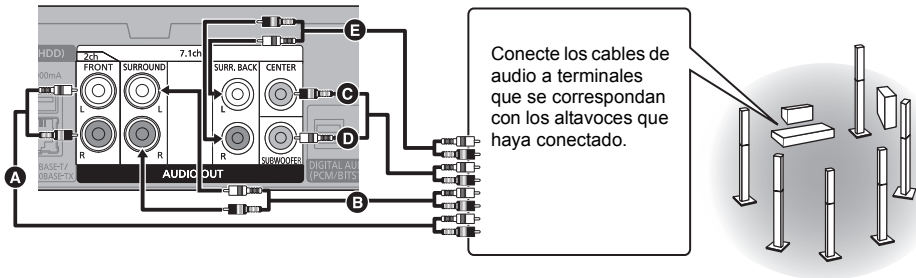 HDD)
2ch
7.1ch
FRONT
SURROUND
SURR. BACK
CENTER
00mA
L
L
L
R
R
R
SUBWOOFER
BASE-T/
0BASE-TX
AUDIO OUT
DIGITAL AU
(PCM/BITS
A
B
C
D
E
Conecte los cables de
audio a terminales
que se correspondan
con los altavoces que
haya conectado.